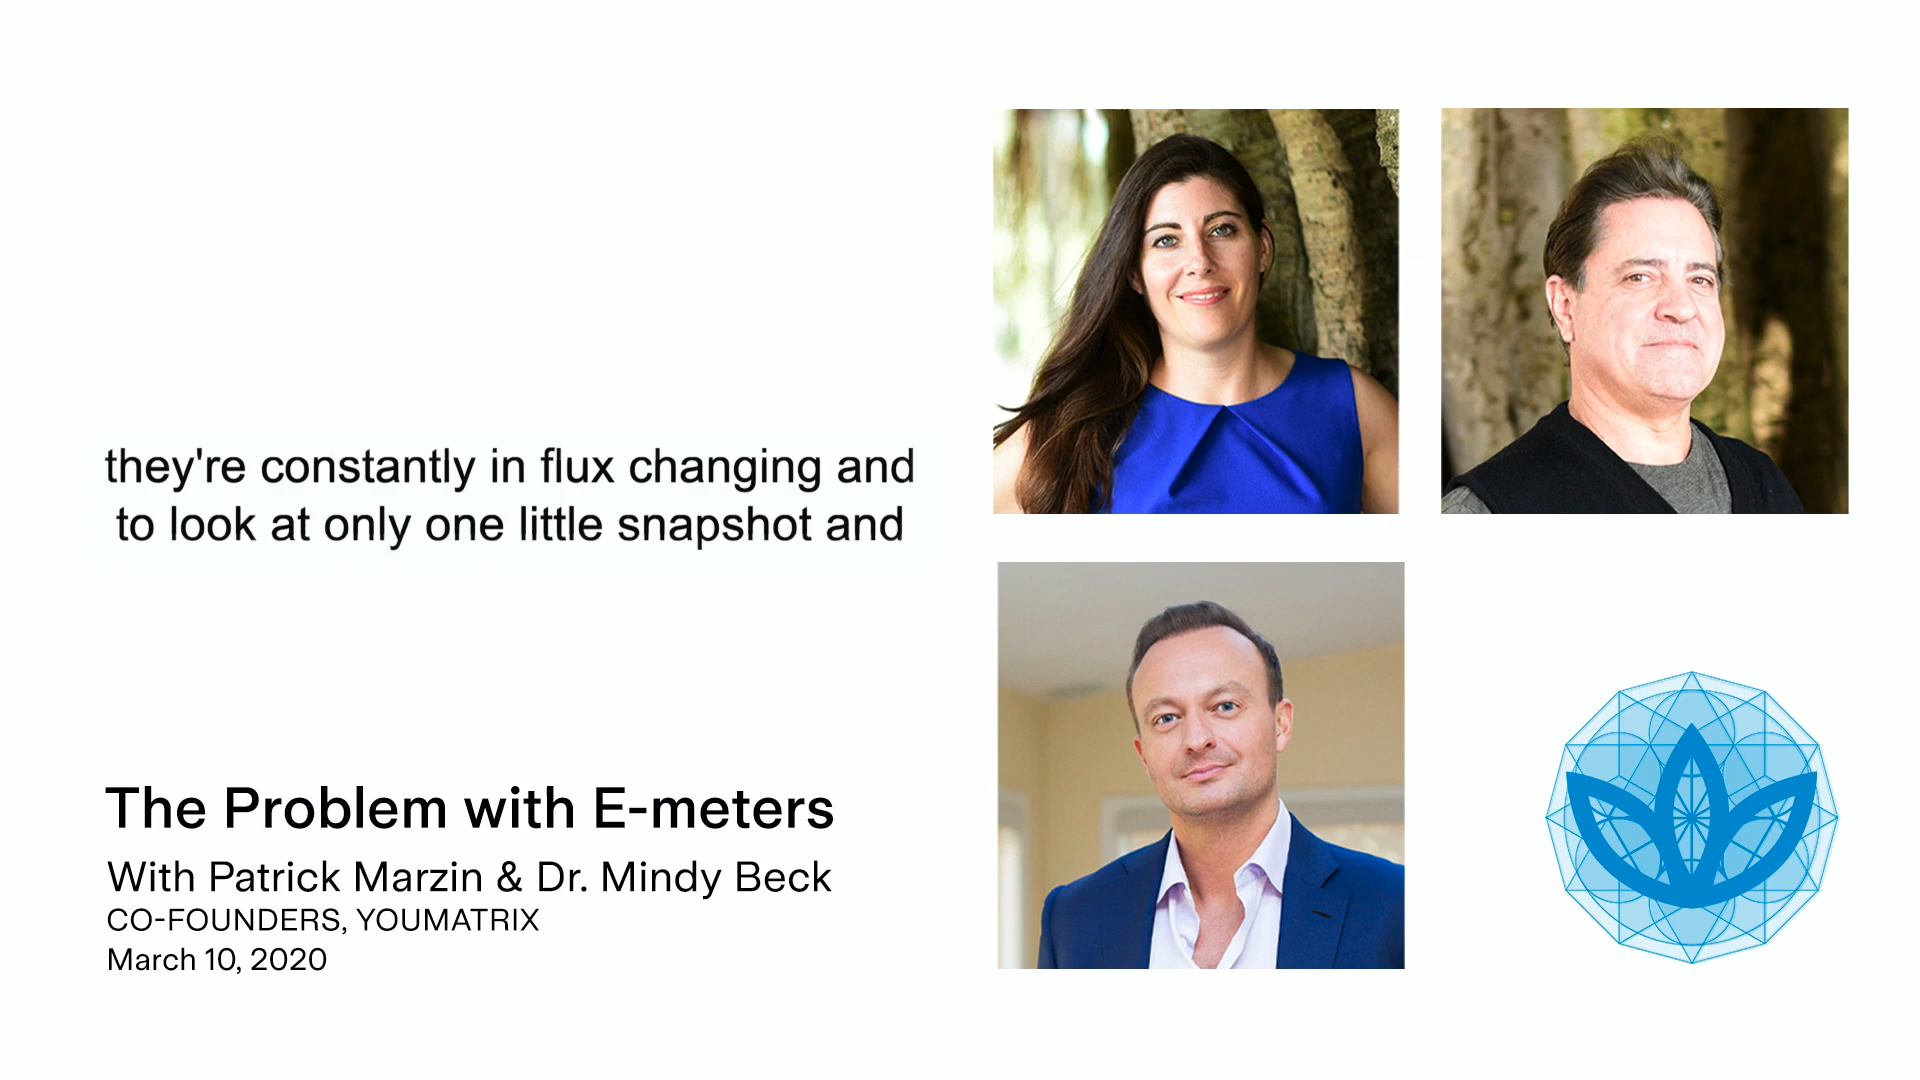 they're constantly in flux changing and
to look at only one little snapshot and
The Problem with E-meters
With Patrick Marzin & Dr. Mindy Beck
CO-FOUNDERS, YOUMATRIX
March 10, 2020